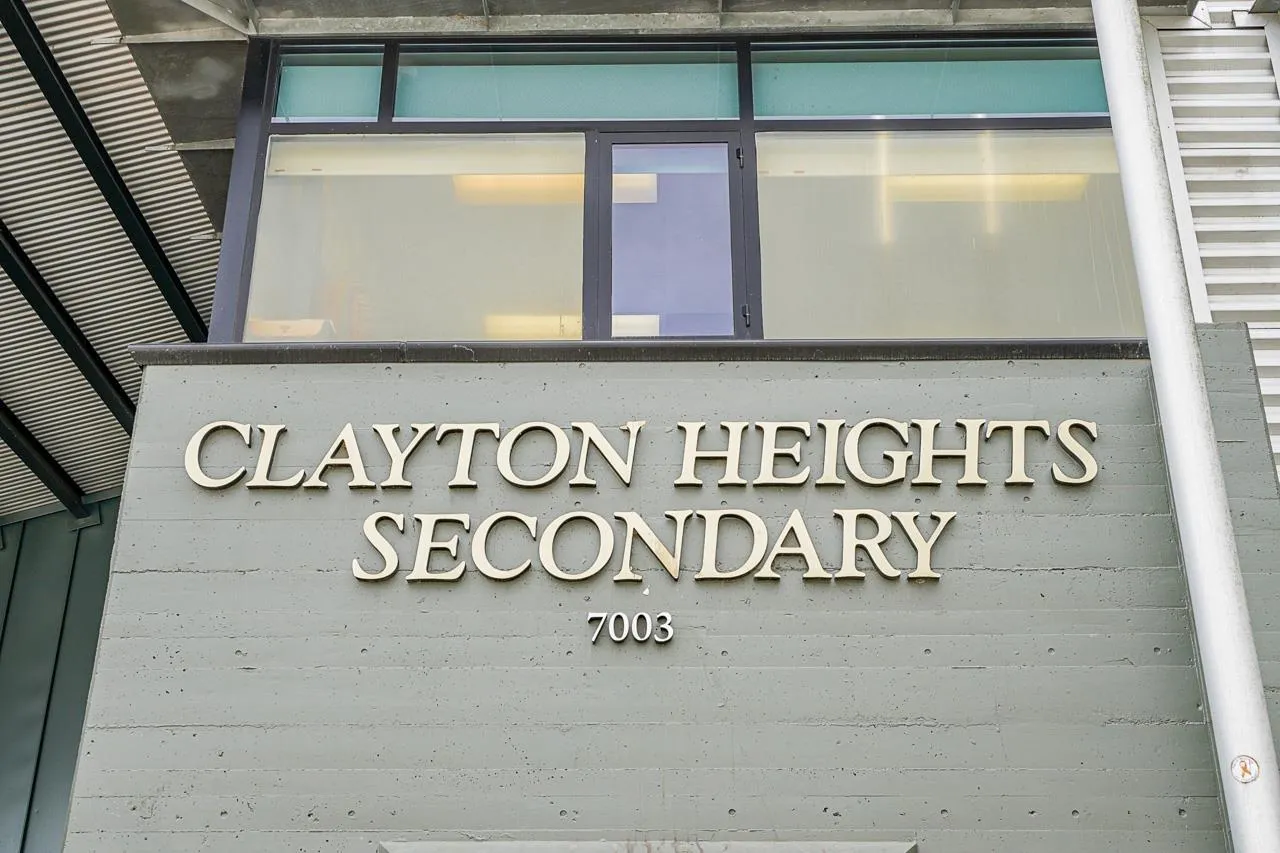 CLAYTON HEIGHTS
SECONDARY
7003